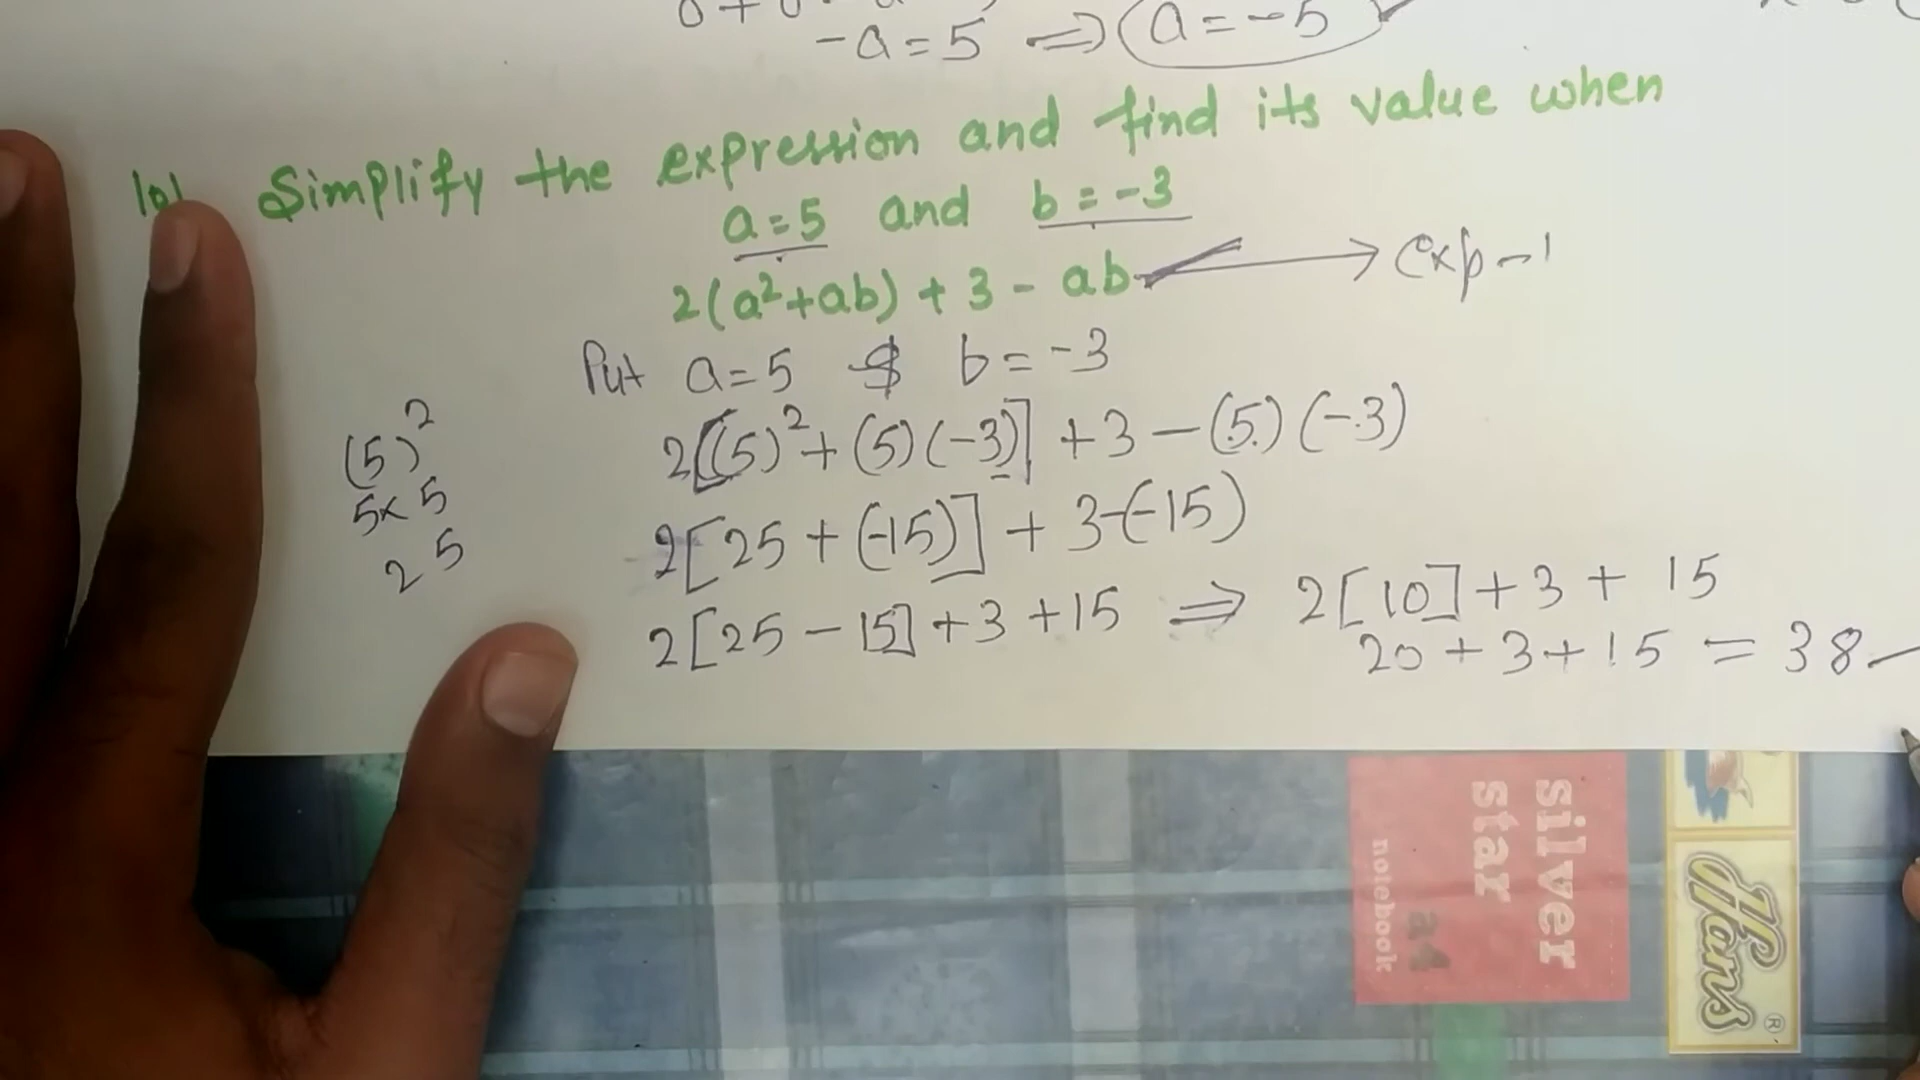 -a=5 ⇒ a=-5
10) Simplify the expression and find its value when
a=5 and b=-3
2(a²+ab)+3-ab → exp-1
Put a=5 & b=-3
2[(5)²+(5)(-3)]+3-(5)(-3)
2[25+(-15)]+3-(-15)
2[25-15]+3+15 ⇒ 2[10]+3+15
20+3+15=38
(5)²
5×5
25
silver
star
notebook
a4
Hans®